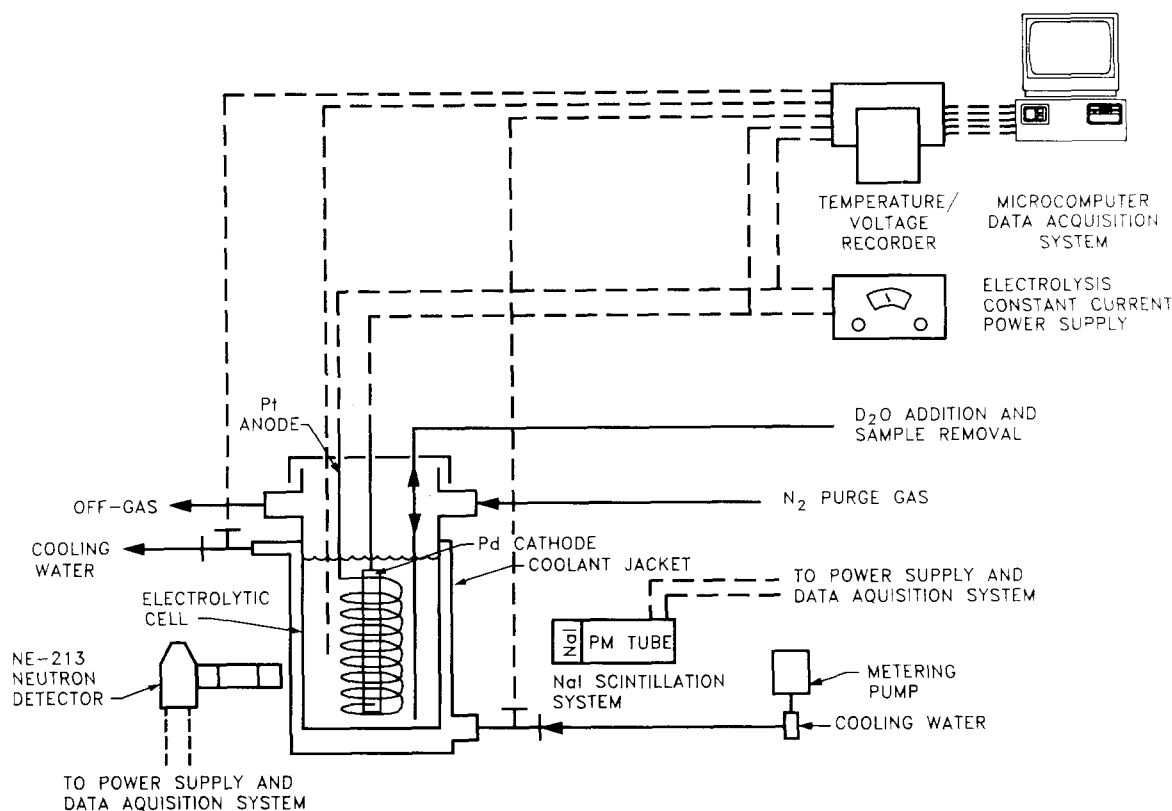 TEMPERATURE/
VOLTAGE
RECORDER
MICROCOMPUTER
DATA ACQUISITION
SYSTEM
ELECTROLYSIS
CONSTANT CURRENT
POWER SUPPLY
Pt
ANODE
D₂O ADDITION AND
SAMPLE REMOVAL
OFF-GAS
N₂ PURGE GAS
COOLING
WATER
Pd CATHODE
COOLANT JACKET
ELECTROLYTIC
CELL
TO POWER SUPPLY AND
DATA AQUISITION SYSTEM
NaI
PM TUBE
NaI SCINTILLATION
SYSTEM
NE-213
NEUTRON
DETECTOR
METERING
PUMP
COOLING WATER
TO POWER SUPPLY AND
DATA AQUISITION SYSTEM